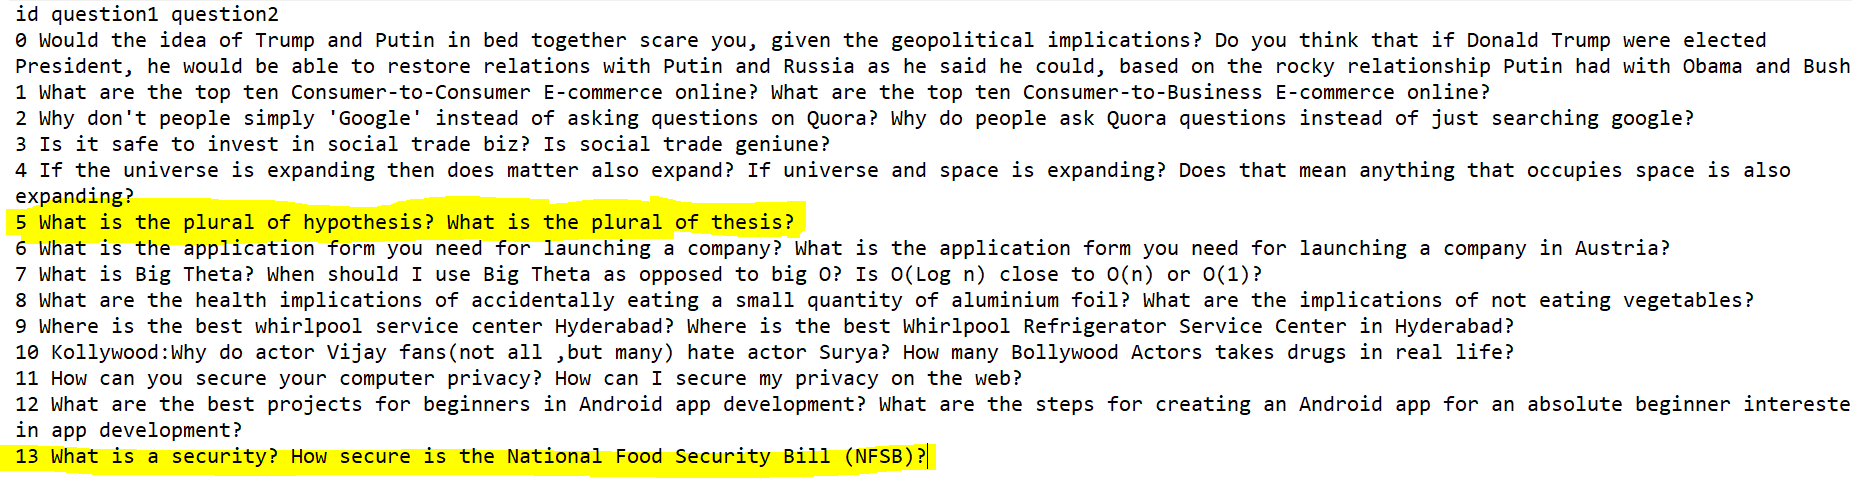 id question1 question2
0 Would the idea of Trump and Putin in bed together scare you, given the geopolitical implications? Do you think that if Donald Trump were elected
President, he would be able to restore relations with Putin and Russia as he said he could, based on the rocky relationship Putin had with Obama and Bush
1 What are the top ten Consumer-to-Consumer E-commerce online? What are the top ten Consumer-to-Business E-commerce online?
2 Why don't people simply 'Google' instead of asking questions on Quora? Why do people ask Quora questions instead of just searching google?
3 Is it safe to invest in social trade biz? Is social trade geniune?
4 If the universe is expanding then does matter also expand? If universe and space is expanding? Does that mean anything that occupies space is also
expanding?
5 What is the plural of hypothesis? What is the plural of thesis?
6 What is the application form you need for launching a company? What is the application form you need for launching a company in Austria?
7 What is Big Theta? When should I use Big Theta as opposed to big O? Is O(Log n) close to O(n) or O(1)?
8 What are the health implications of accidentally eating a small quantity of aluminium foil? What are the implications of not eating vegetables?
9 Where is the best whirlpool service center Hyderabad? Where is the best Whirlpool Refrigerator Service Center in Hyderabad?
10 Kollywood:Why do actor Vijay fans(not all ,but many) hate actor Surya? How many Bollywood Actors takes drugs in real life?
11 How can you secure your computer privacy? How can I secure my privacy on the web?
12 What are the best projects for beginners in Android app development? What are the steps for creating an Android app for an absolute beginner intereste
in app development?
13 What is a security? How secure is the National Food Security Bill (NFSB)?